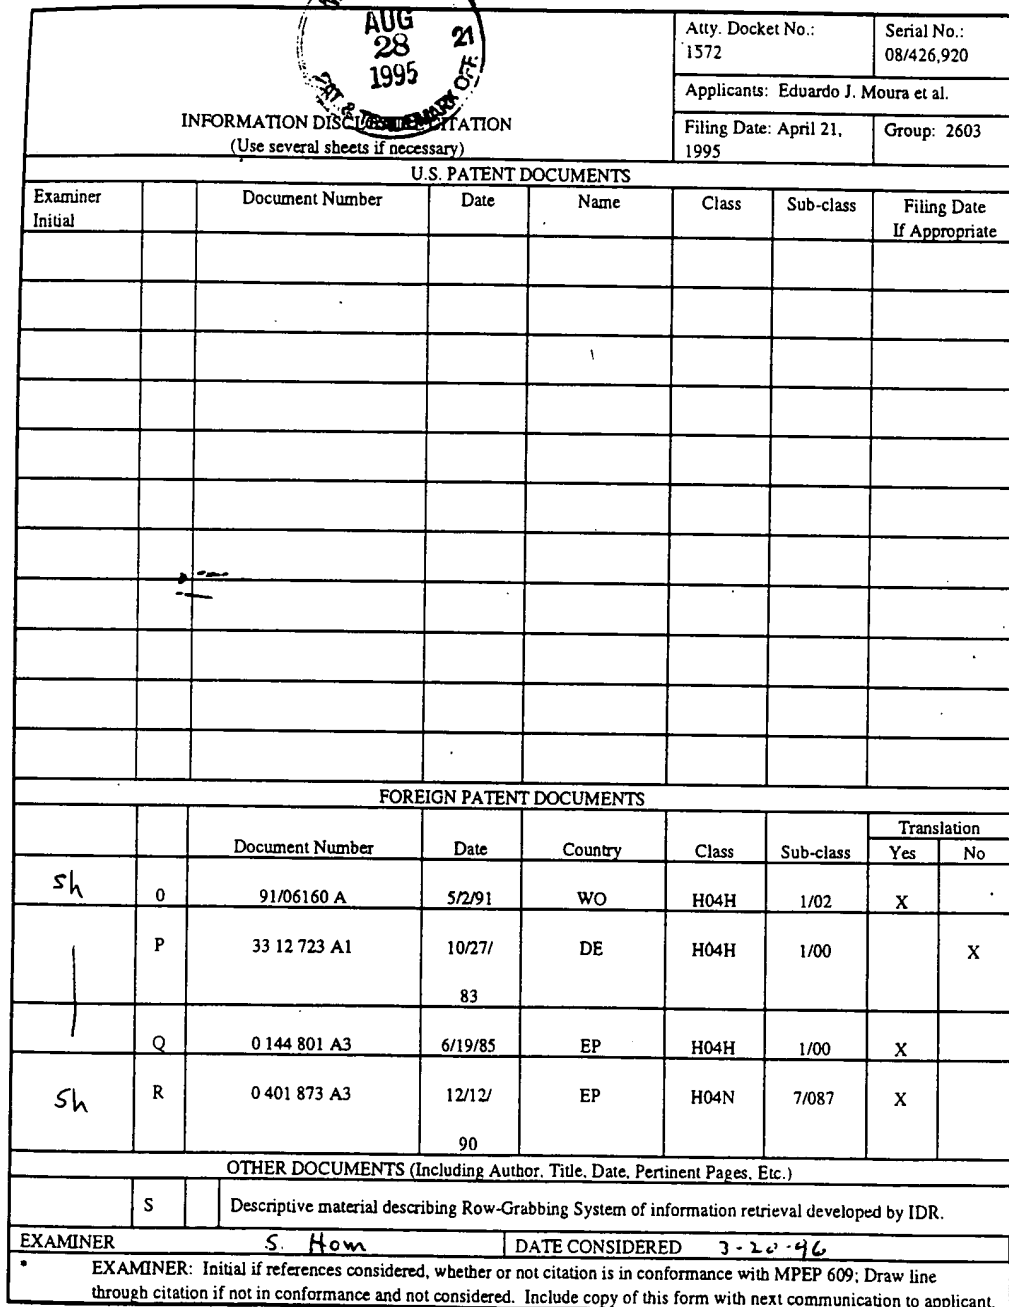 AUG
28
1995
21
PAT. & TRADEMARK OFF.
Atty. Docket No.:
1572
Serial No.:
08/426,920
Applicants: Eduardo J. Moura et al.
INFORMATION DISCLOSURE CITATION
(Use several sheets if necessary)
Filing Date: April 21,
1995
Group: 2603
U.S. PATENT DOCUMENTS
Examiner
Initial
Document Number
Date
Name
Class
Sub-class
Filing Date
If Appropriate
FOREIGN PATENT DOCUMENTS
Translation
Document Number Date Country Class Sub-class Yes No
Sh 0 91/06160 A 5/2/91 WO H04H 1/02 X
P 33 12 723 A1 10/27/ DE H04H 1/00 X
83
Q 0 144 801 A3 6/19/85 EP H04H 1/00 X
Sh R 0 401 873 A3 12/12/ EP H04N 7/087 X
90
OTHER DOCUMENTS (Including Author, Title, Date, Pertinent Pages, Etc.)
S Descriptive material describing Row-Grabbing System of information retrieval developed by IDR.
EXAMINER S. Hom DATE CONSIDERED 3-20-96
* EXAMINER: Initial if references considered, whether or not citation is in conformance with MPEP 609; Draw line
through citation if not in conformance and not considered. Include copy of this form with next communication to applicant.